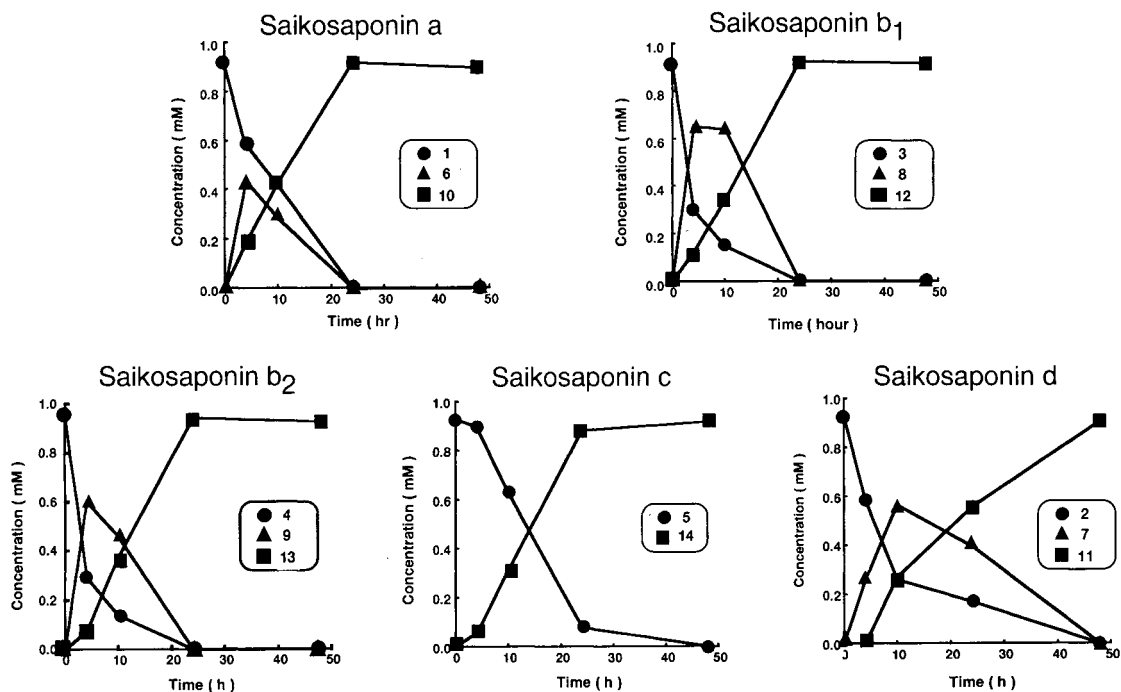 Saikosaponin a
Concentration ( mM )
1.0
0.8
0.6
0.4
0.2
0.0
0 10 20 30 40 50
Time ( hr )
1
6
10
Saikosaponin b1
Concentration ( mM )
1.0
0.8
0.6
0.4
0.2
0.0
0 10 20 30 40 50
Time ( hour )
3
8
12
Saikosaponin b2
Concentration ( mM )
1.0
0.8
0.6
0.4
0.2
0.0
0 10 20 30 40 50
Time ( h )
4
9
13
Saikosaponin c
Concentration ( mM )
1.0
0.8
0.6
0.4
0.2
0.0
0 10 20 30 40 50
Time ( h )
5
14
Saikosaponin d
Concentration ( mM )
1.0
0.8
0.6
0.4
0.2
0.0
10 20 30 40 50
Time ( h )
2
7
11